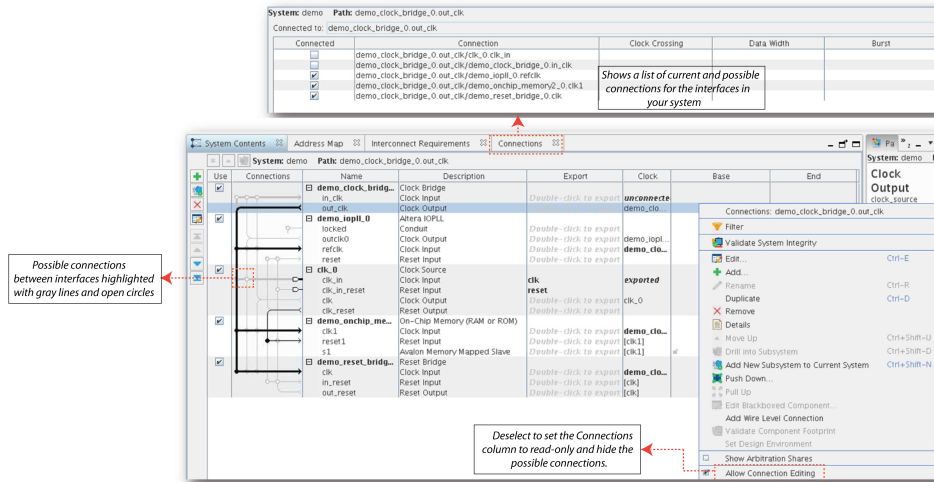 System: demo Path: demo_clock_bridge_0.out_clk
Connected to: demo_clock_bridge_0.out_clk
Connected Connection Clock Crossing Data Width Burst
demo_clock_bridge_0.out_clk/clk_0.clk_in
demo_clock_bridge_0.out_clk/demo_clock_bridge_0.in_clk
demo_clock_bridge_0.out_clk/demo_iopll_0.refclk
demo_clock_bridge_0.out_clk/demo_onchip_memory2_0.clk1
demo_clock_bridge_0.out_clk/demo_reset_bridge_0.clk
Shows a list of current and possible
connections for the interfaces in
your system
System Contents Address Map Interconnect Requirements Connections Pa
System: demo Path: demo_clock_bridge_0.out_clk
System: demo
Clock
Output
clock_source
Use Connections Name Description Export Clock Base End
demo_clock_bridg... Clock Bridge
in_clk Clock Input Double-click to export unconnecte
out_clk Clock Output demo_clo...
demo_iopll_0 Altera IOPLL
locked Conduit Double-click to export
outclk0 Clock Output Double-click to export demo_iopl...
refclk Clock Input Double-click to export demo_clo...
reset Reset Input Double-click to export
clk_0 Clock Source
clk_in Clock Input clk exported
clk_in_reset Reset Input reset
clk Clock Output Double-click to export clk_0
clk_reset Reset Output Double-click to export
demo_onchip_me... On-Chip Memory (RAM or ROM)
clk1 Clock Input Double-click to export demo_clo...
reset1 Reset Input Double-click to export [clk1]
s1 Avalon Memory Mapped Slave Double-click to export [clk1]
demo_reset_bridg... Reset Bridge
clk Clock Input Double-click to export demo_clo...
in_reset Reset Input Double-click to export [clk]
out_reset Reset Output Double-click to export [clk]
Connections: demo_clock_bridge_0.out_clk
Filter
Validate System Integrity
Edit... Ctrl-E
Add...
Rename Ctrl-R
Duplicate Ctrl-D
Remove
Details
Move Up Ctrl+Shift-U
Drill into Subsystem Ctrl+Shift-D
Add New Subsystem to Current System Ctrl+Shift-N
Push Down...
Pull Up
Edit Blackboxed Component...
Add Wire Level Connection
Validate Component Footprint
Set Design Environment
Show Arbitration Shares
Allow Connection Editing
Possible connections
between interfaces highlighted
with gray lines and open circles
Deselect to set the Connections
column to read-only and hide the
possible connections.